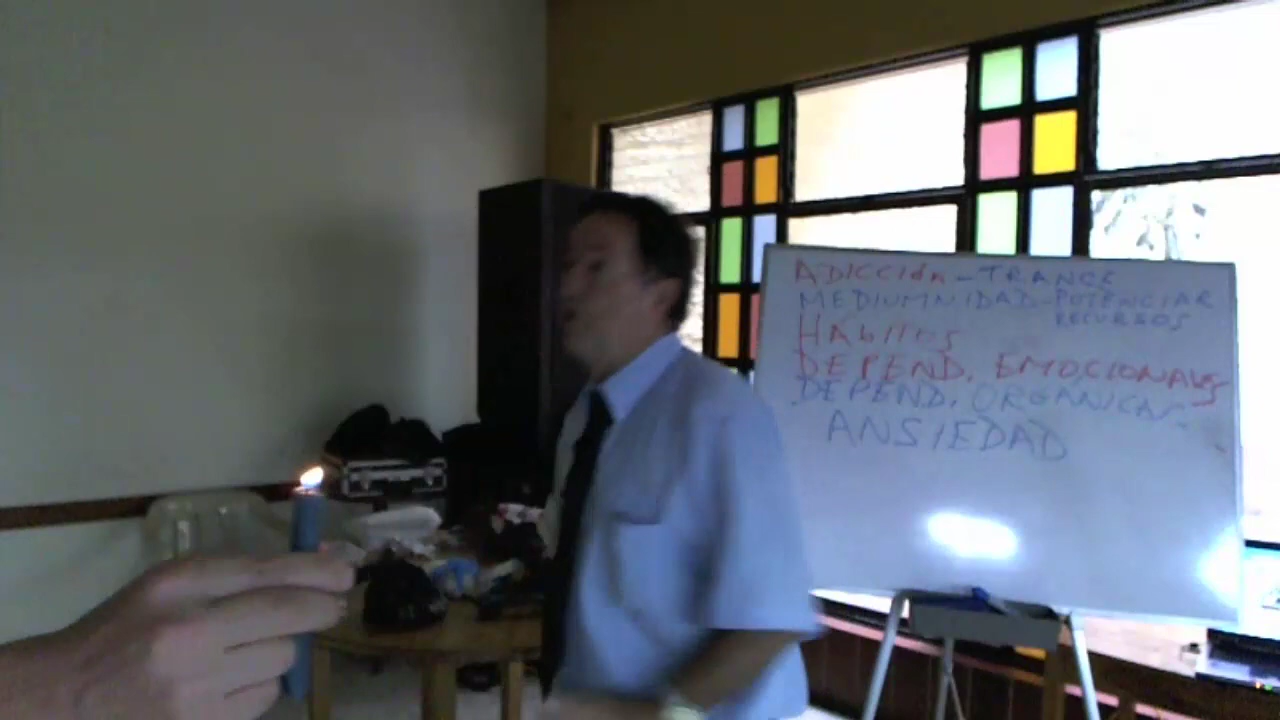 ADICCIóN - TRANCE
MEDIUMNIDAD - POTENCIAR
RECURSOS
HÁbITOS
DEPEND. EMOCIONALES
DEPEND. ORGÁNICAS
ANSIEDAD